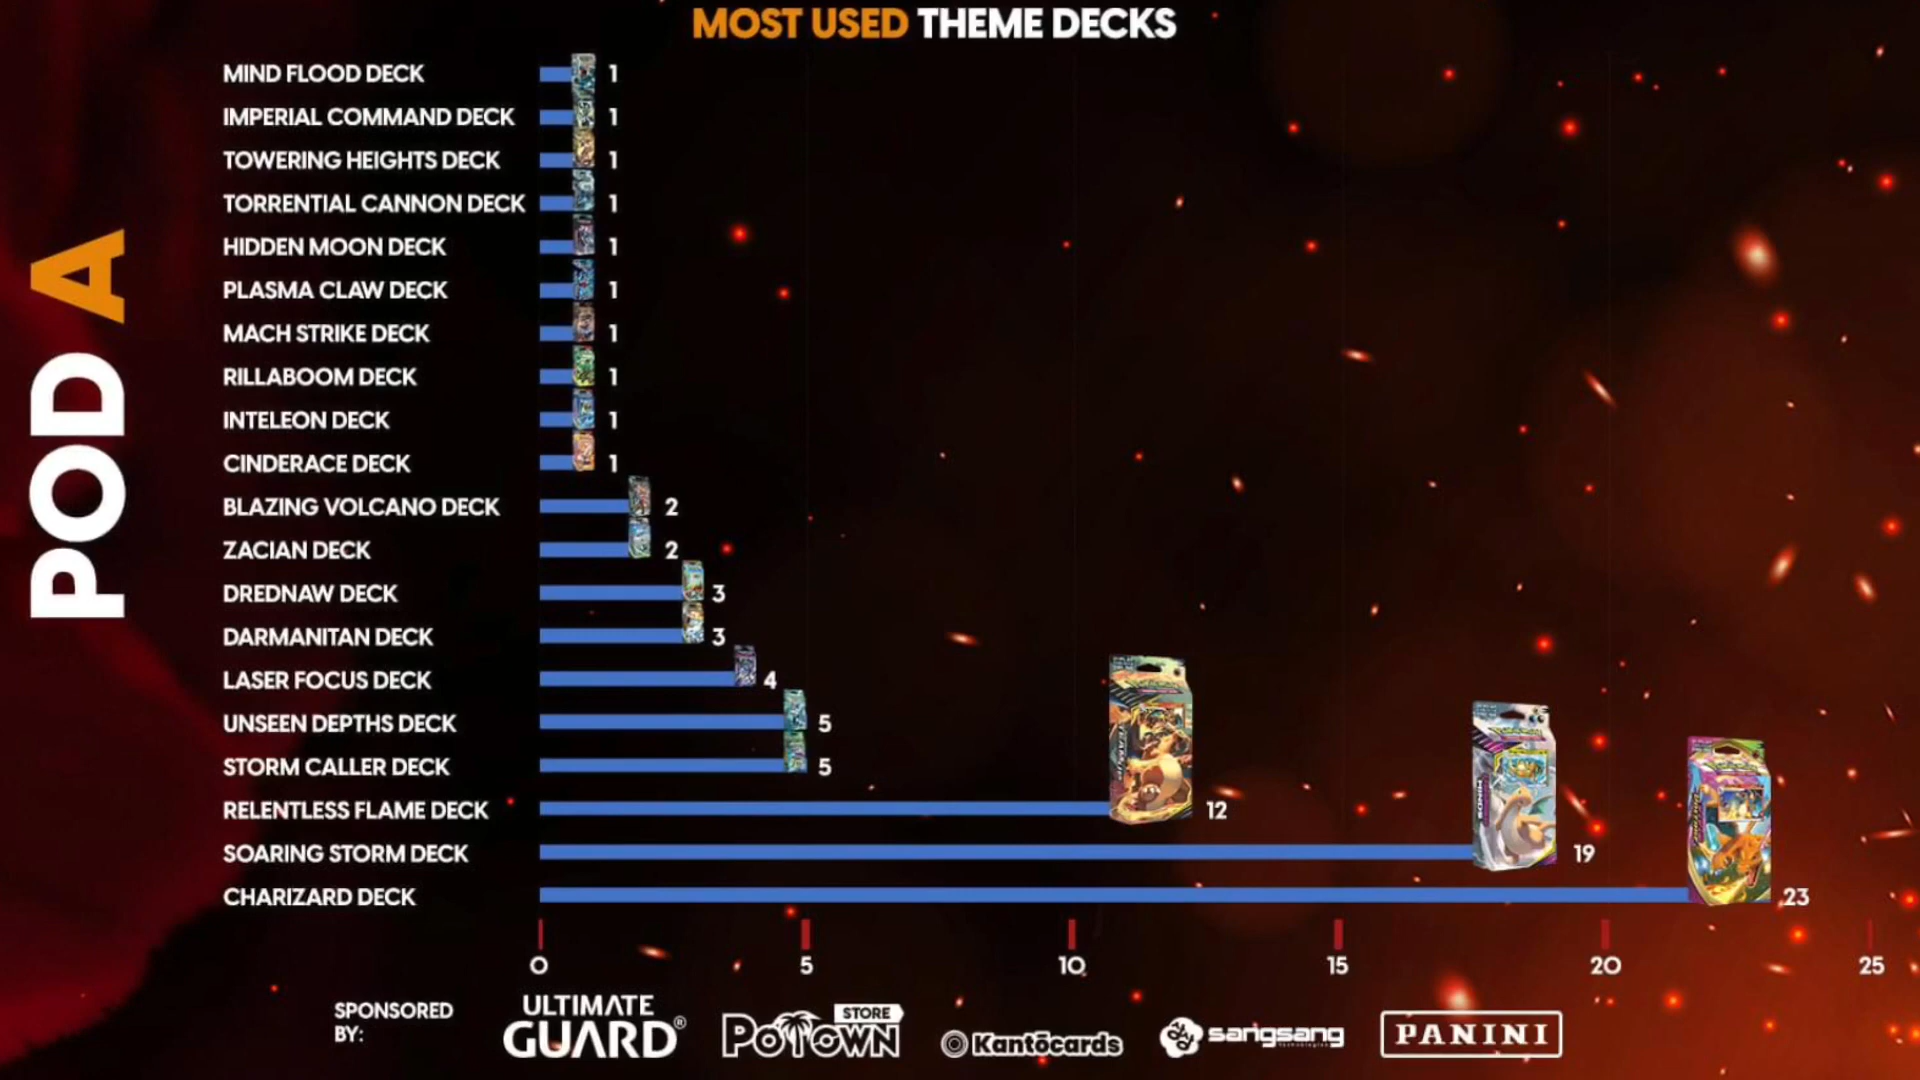 MOST USED THEME DECKS
POD A
MIND FLOOD DECK 1
IMPERIAL COMMAND DECK 1
TOWERING HEIGHTS DECK 1
TORRENTIAL CANNON DECK 1
HIDDEN MOON DECK 1
PLASMA CLAW DECK 1
MACH STRIKE DECK 1
RILLABOOM DECK 1
INTELEON DECK 1
CINDERACE DECK 1
BLAZING VOLCANO DECK 2
ZACIAN DECK 2
DREDNAW DECK 3
DARMANITAN DECK 3
LASER FOCUS DECK 4
UNSEEN DEPTHS DECK 5
STORM CALLER DECK 5
RELENTLESS FLAME DECK 12
SOARING STORM DECK 19
CHARIZARD DECK 23
0 5 10 15 20 25
SPONSORED
BY:
ULTIMATE
GUARD®
POTOWN STORE
Kantōcards
sangsang
PANINI